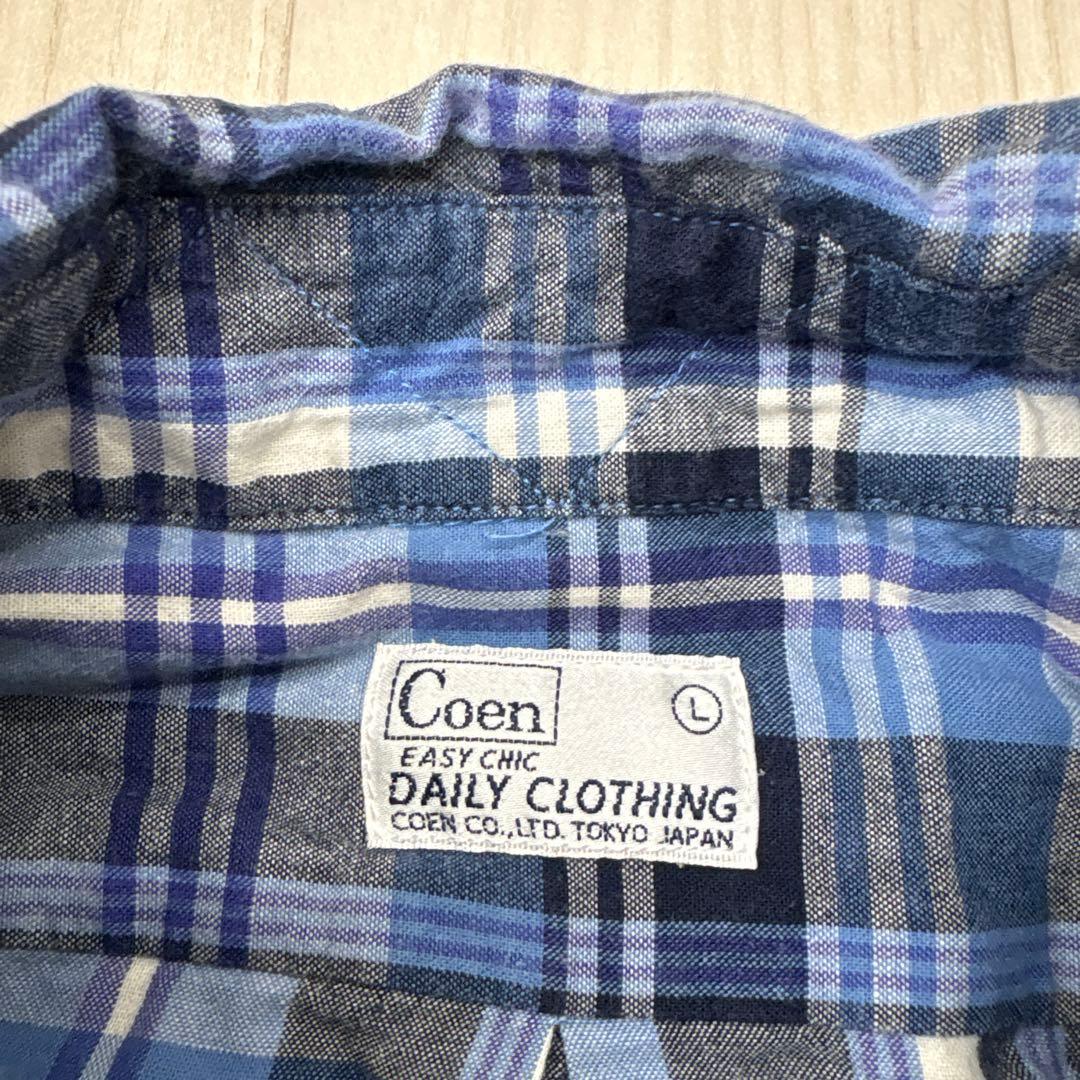 Coen
L
EASY CHIC
DAILY CLOTHING
COEN CO.,LTD. TOKYO JAPAN